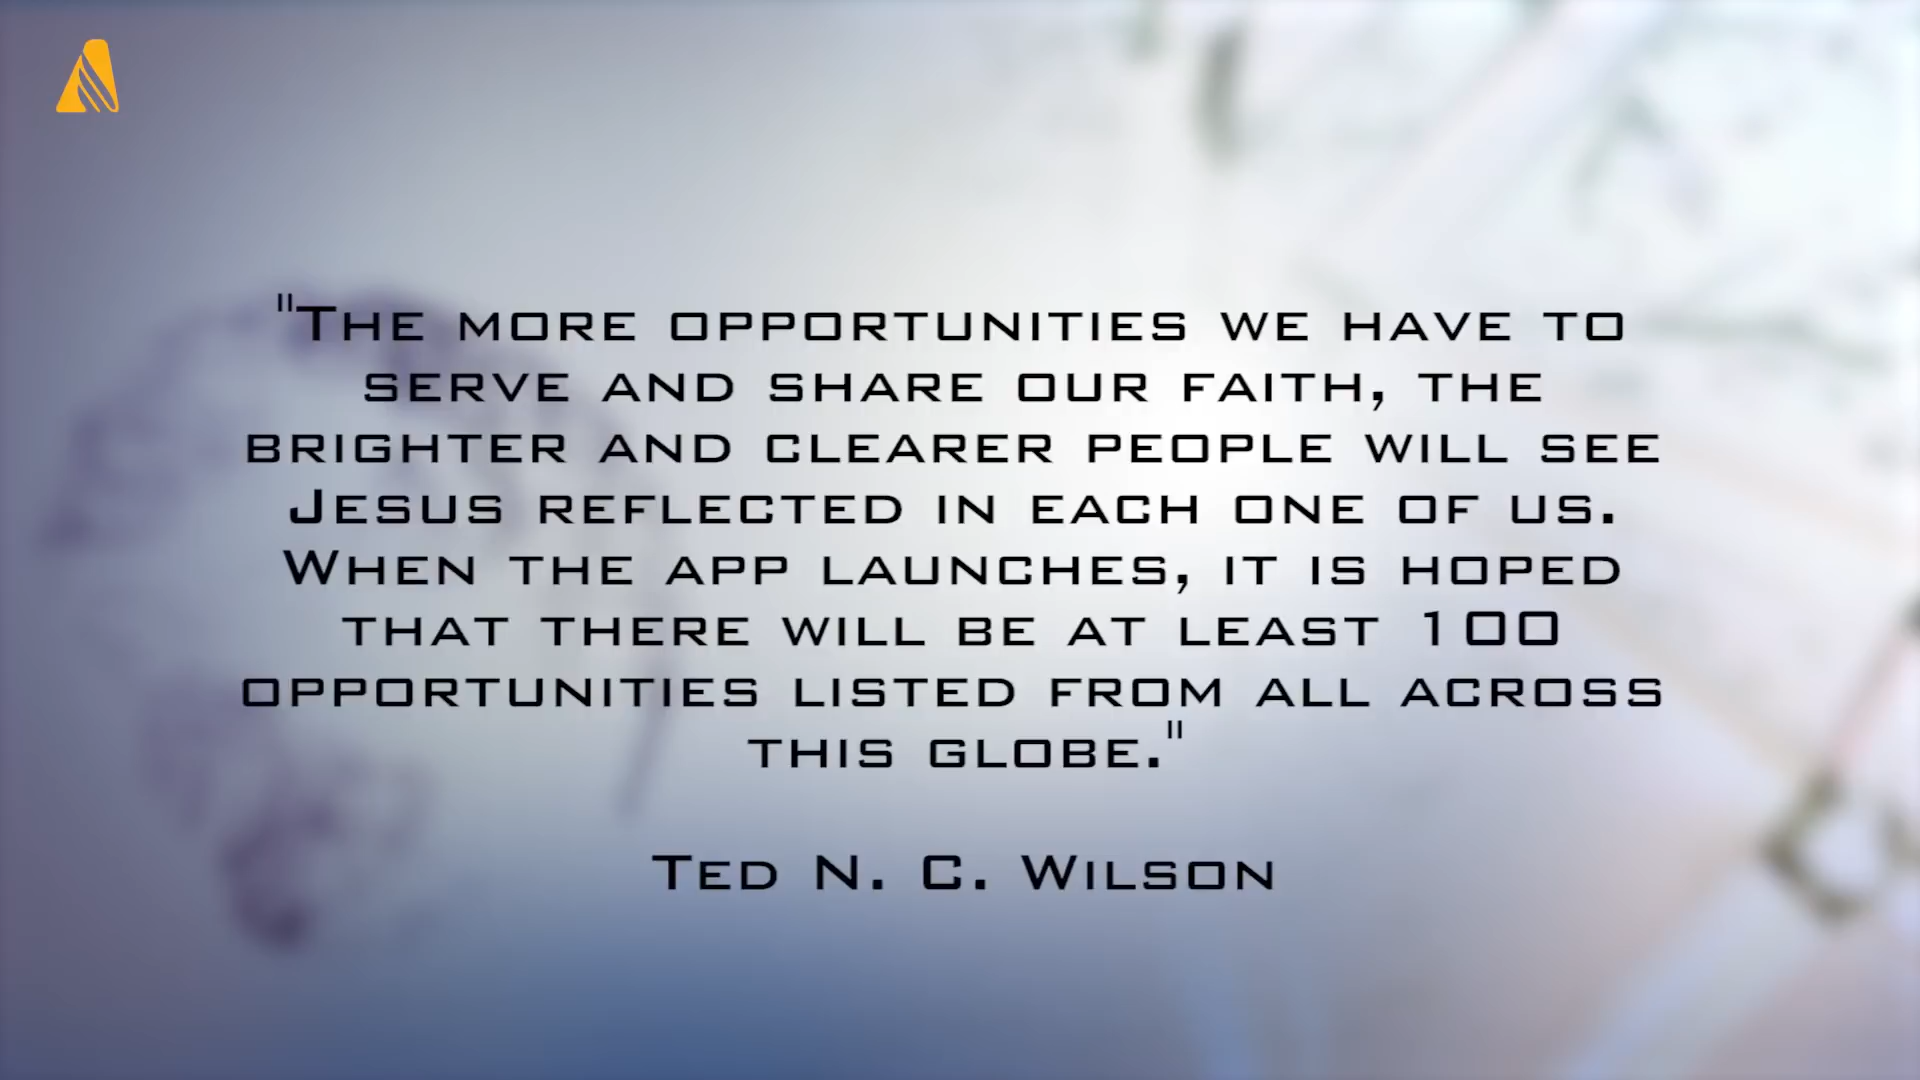 "The more opportunities we have to
serve and share our faith, the
brighter and clearer people will see
Jesus reflected in each one of us.
When the app launches, it is hoped
that there will be at least 100
opportunities listed from all across
this globe."
Ted N. C. Wilson